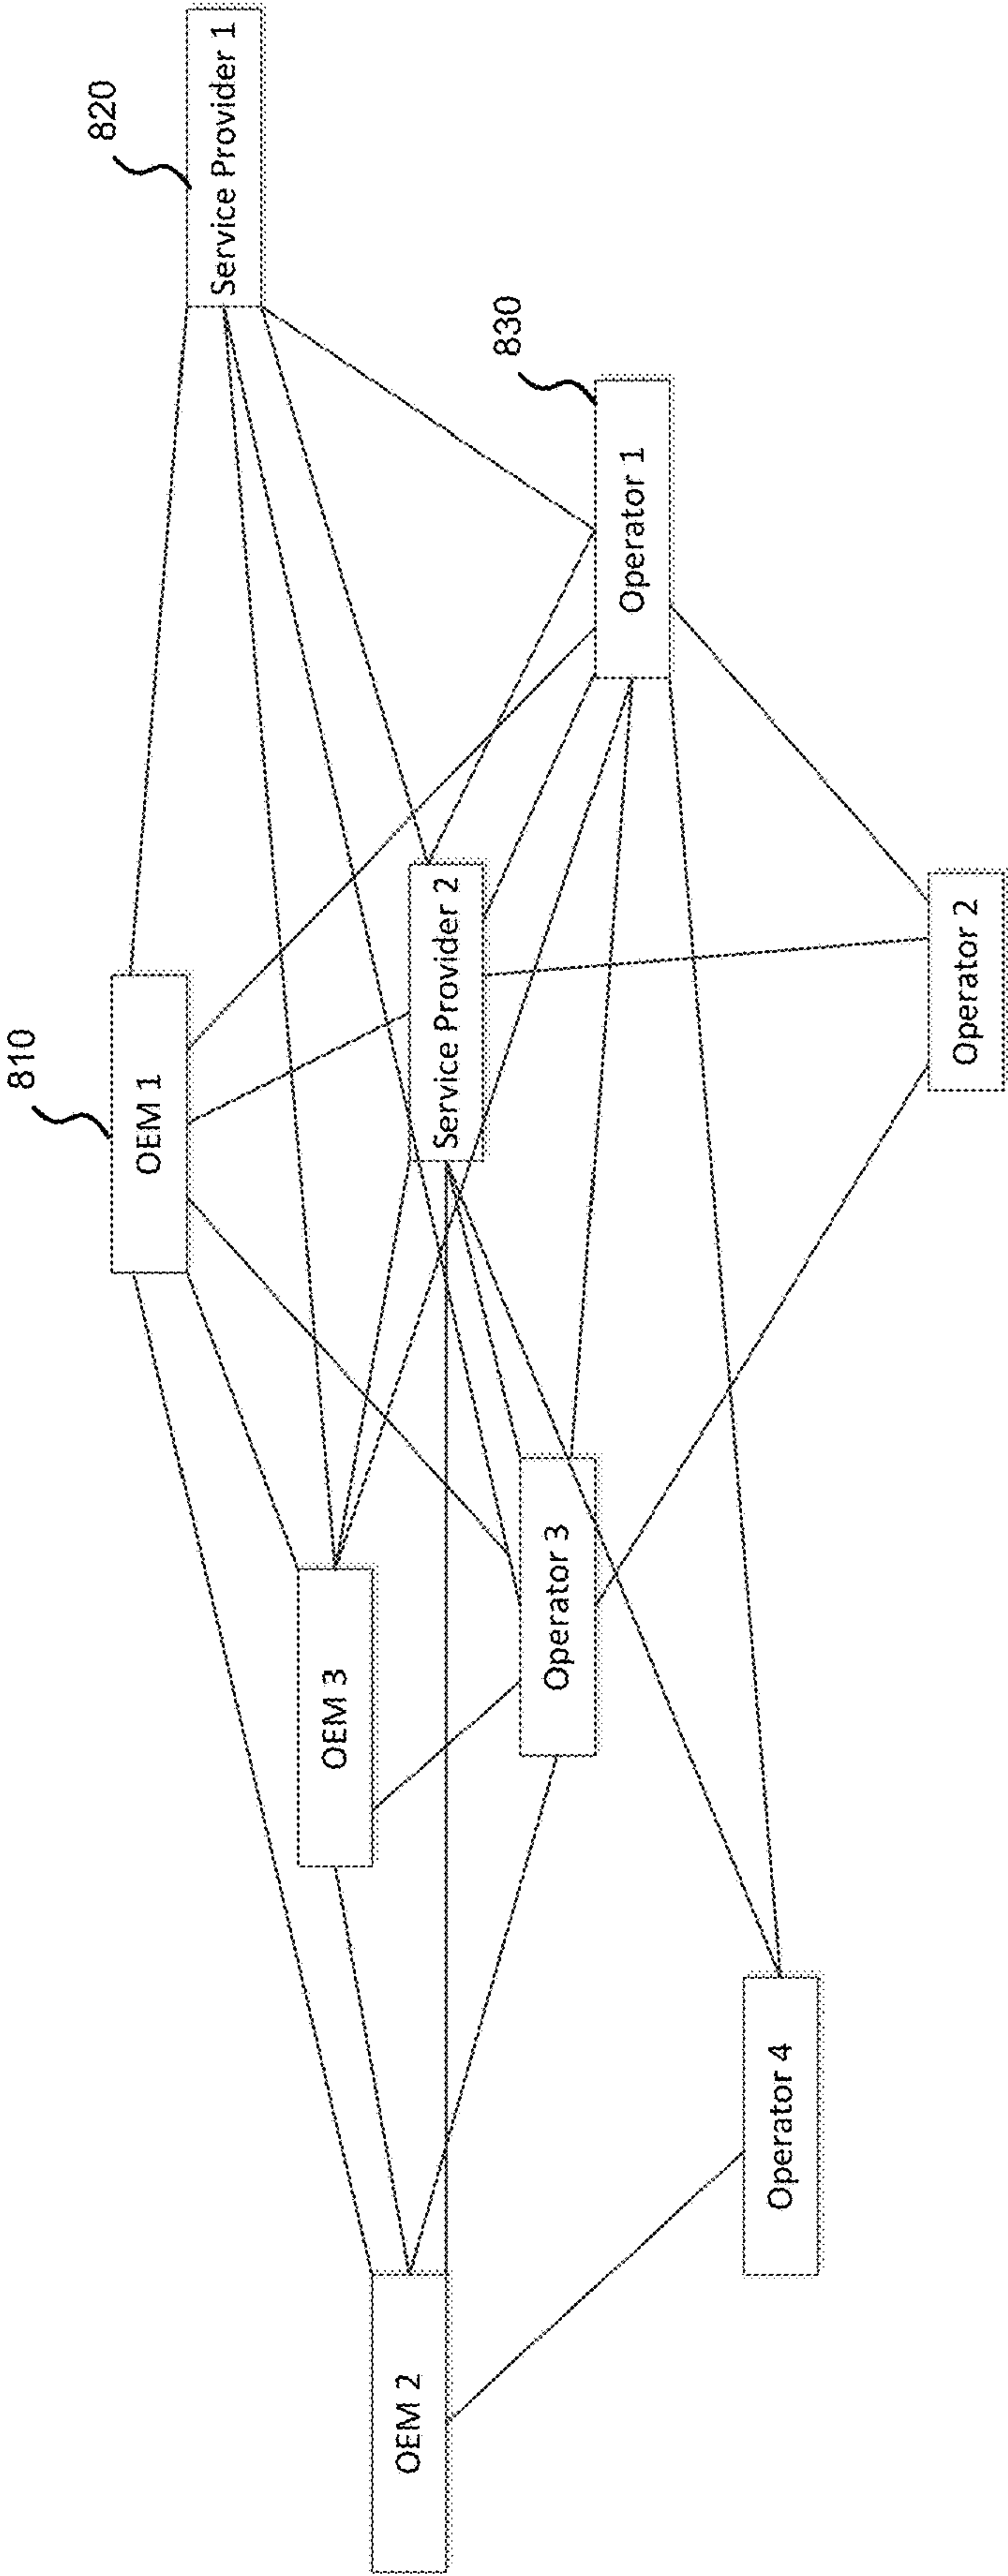 810
OEM 1
820
Service Provider 1
OEM 3
OEM 2
Service Provider 2
830
Operator 1
Operator 3
Operator 4
Operator 2